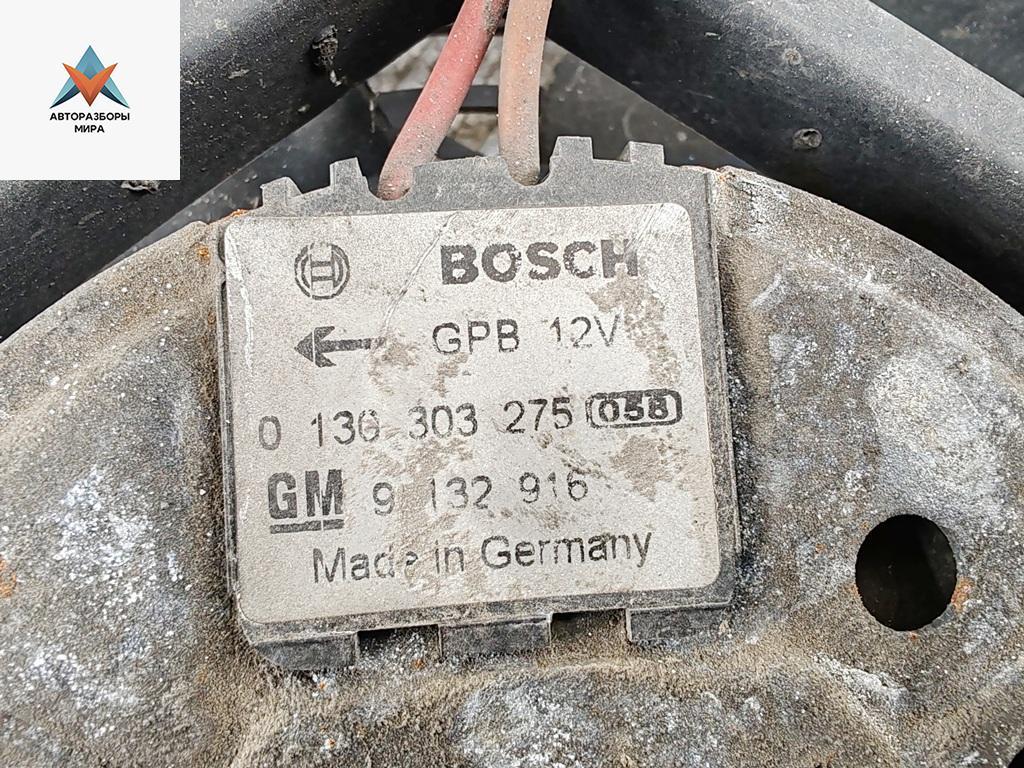 АВТОРАЗБОРЫ
МИРА
BOSCH
GPB 12V
0 130 303 275 058
GM 9 132 916
Made in Germany